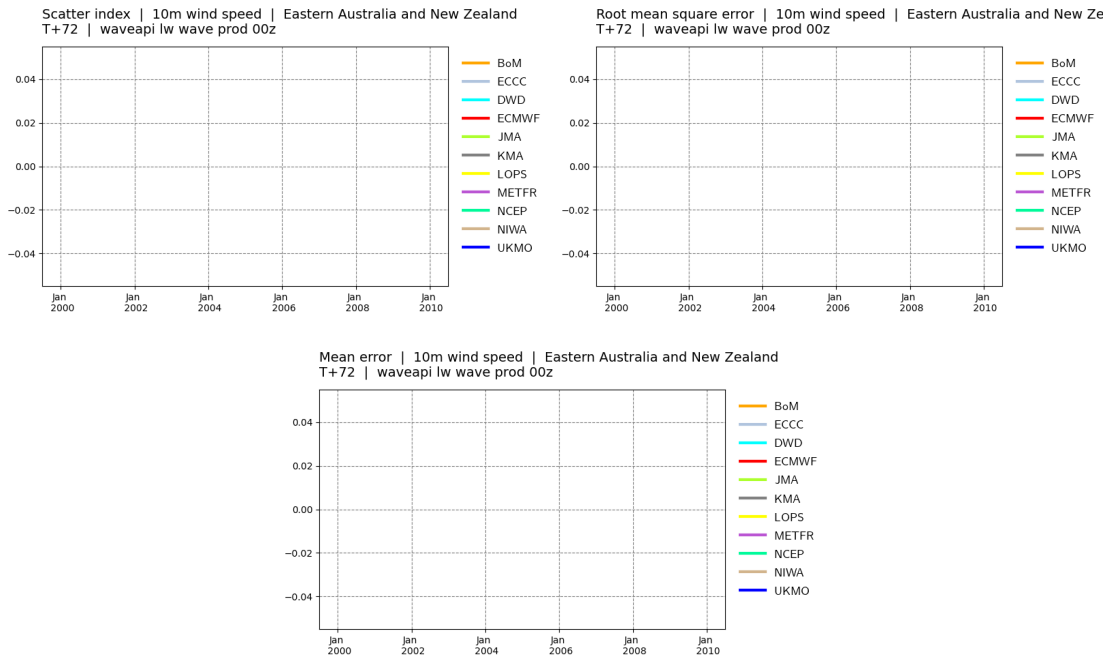 Scatter index | 10m wind speed | Eastern Australia and New Zealand
T+72 | waveapi lw wave prod 00z
0.04
0.02
0.00
−0.02
−0.04
Jan
2000
Jan
2002
Jan
2004
Jan
2006
Jan
2008
Jan
2010
BoM
ECCC
DWD
ECMWF
JMA
KMA
LOPS
METFR
NCEP
NIWA
UKMO
Root mean square error | 10m wind speed | Eastern Australia and New Ze
T+72 | waveapi lw wave prod 00z
0.04
0.02
0.00
−0.02
−0.04
Jan
2000
Jan
2002
Jan
2004
Jan
2006
Jan
2008
Jan
2010
BoM
ECCC
DWD
ECMWF
JMA
KMA
LOPS
METFR
NCEP
NIWA
UKMO
Mean error | 10m wind speed | Eastern Australia and New Zealand
T+72 | waveapi lw wave prod 00z
0.04
0.02
0.00
−0.02
−0.04
Jan
2000
Jan
2002
Jan
2004
Jan
2006
Jan
2008
Jan
2010
BoM
ECCC
DWD
ECMWF
JMA
KMA
LOPS
METFR
NCEP
NIWA
UKMO